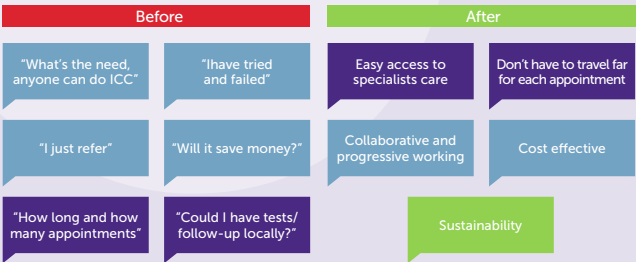 Before
After
“What’s the need,
anyone can do ICC”
“Ihave tried
and failed”
Easy access to
specialists care
Don’t have to travel far
for each appointment
“I just refer”
“Will it save money?”
Collaborative and
progressive working
Cost effective
“How long and how
many appointments”
“Could I have tests/
follow-up locally?”
Sustainability